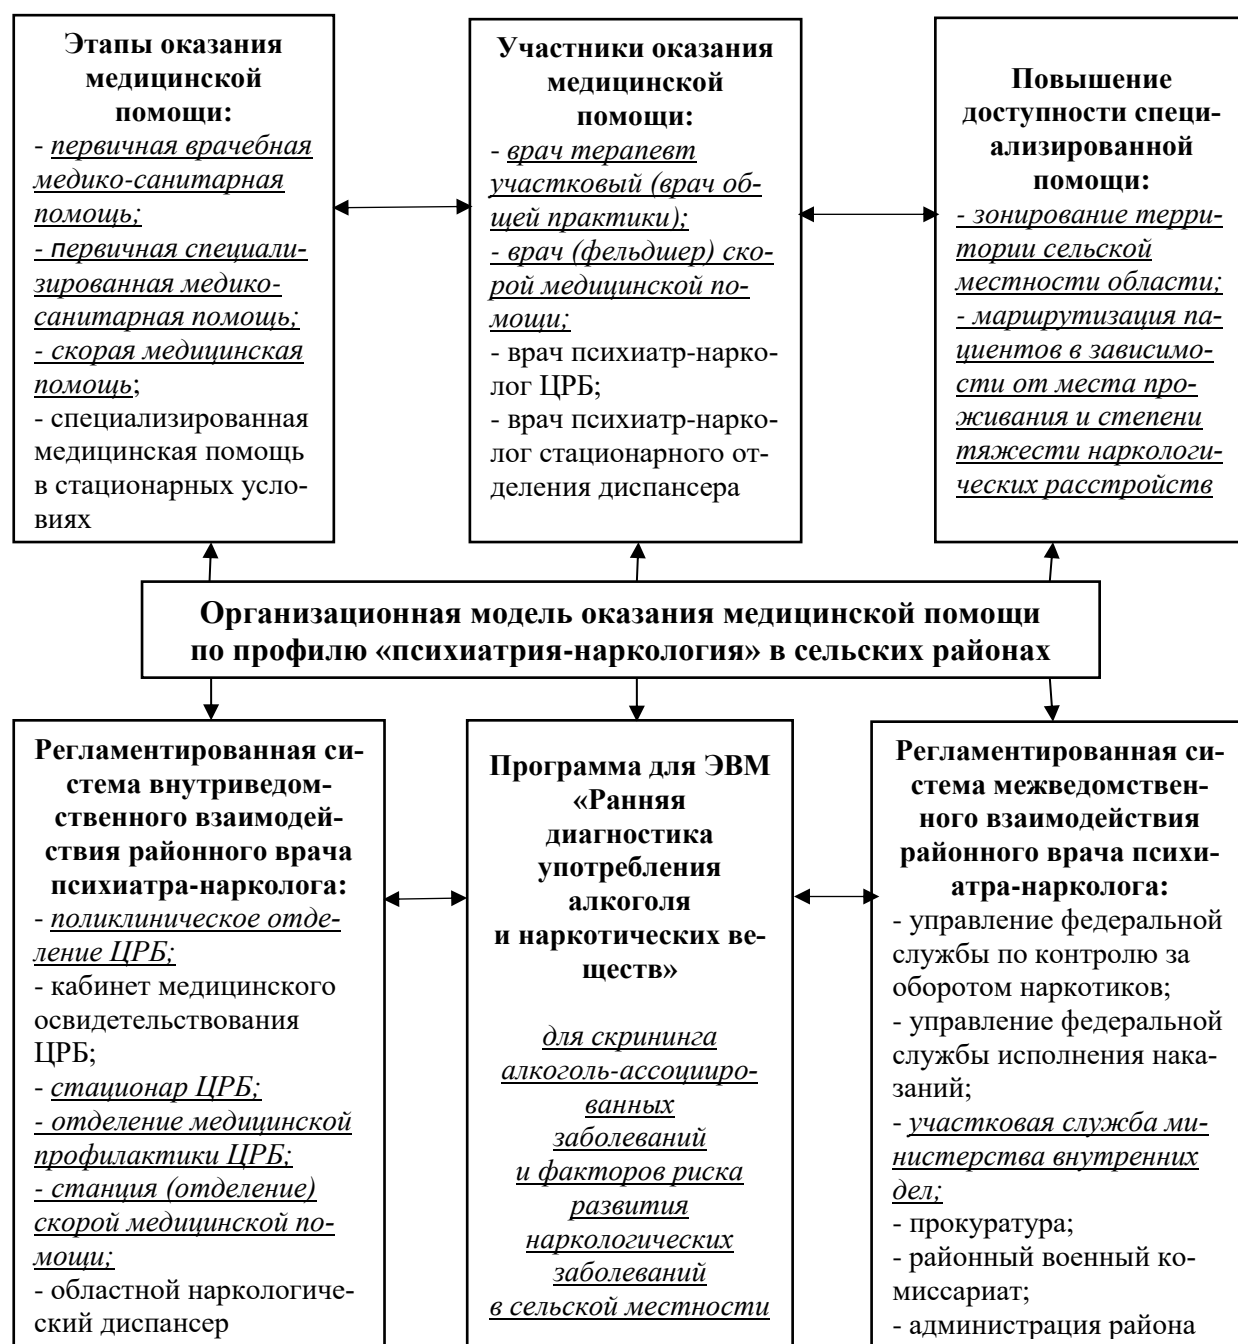 Этапы оказания
медицинской
помощи:
- первичная врачебная
медико-санитарная
помощь;
- первичная специали-
зированная медико-
санитарная помощь;
- скорая медицинская
помощь;
- специализированная
медицинская помощь
в стационарных усло-
виях
Участники оказания
медицинской
помощи:
- врач терапевт
участковый (врач об-
щей практики);
- врач (фельдшер) ско-
рой медицинской по-
мощи;
- врач психиатр-нарко-
лог ЦРБ;
- врач психиатр-нарко-
лог стационарного от-
деления диспансера
Повышение
доступности специ-
ализированной
помощи:
- зонирование терри-
тории сельской
местности области;
- маршрутизация па-
циентов в зависимо-
сти от места про-
живания и степени
тяжести наркологи-
ческих расстройств
Организационная модель оказания медицинской помощи
по профилю «психиатрия-наркология» в сельских районах
Регламентированная си-
стема внутриведом-
ственного взаимодей-
ствия районного врача
психиатра-нарколога:
- поликлиническое отде-
ление ЦРБ;
- кабинет медицинского
освидетельствования
ЦРБ;
- стационар ЦРБ;
- отделение медицинской
профилактики ЦРБ;
- станция (отделение)
скорой медицинской по-
мощи;
- областной наркологиче-
ский диспансер
Программа для ЭВМ
«Ранняя
диагностика
употребления
алкоголя
и наркотических ве-
ществ»
для скрининга
алкоголь-ассоцииро-
ванных
заболеваний
и факторов риска
развития
наркологических
заболеваний
в сельской местности
Регламентированная си-
стема межведомствен-
ного взаимодействия
районного врача психи-
атра-нарколога:
- управление федеральной
службы по контролю за
оборотом наркотиков;
- управление федеральной
службы исполнения нака-
заний;
- участковая служба ми-
нистерства внутренних
дел;
- прокуратура;
- районный военный ко-
миссариат;
- администрация района